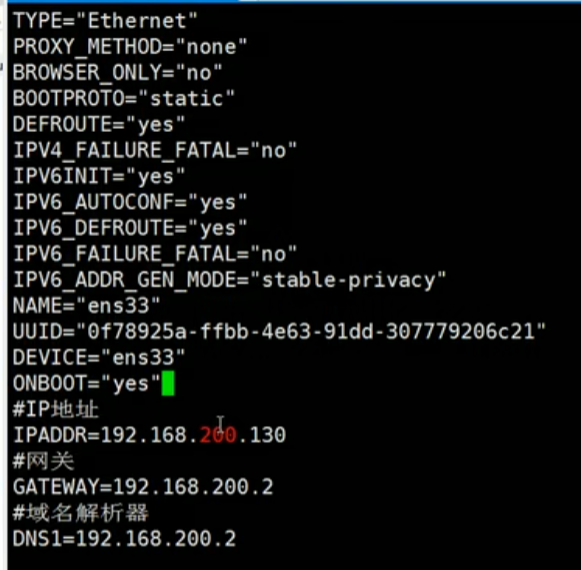 TYPE="Ethernet"
PROXY_METHOD="none"
BROWSER_ONLY="no"
BOOTPROTO="static"
DEFROUTE="yes"
IPV4_FAILURE_FATAL="no"
IPV6INIT="yes"
IPV6_AUTOCONF="yes"
IPV6_DEFROUTE="yes"
IPV6_FAILURE_FATAL="no"
IPV6_ADDR_GEN_MODE="stable-privacy"
NAME="ens33"
UUID="0f78925a-ffbb-4e63-91dd-307779206c21"
DEVICE="ens33"
ONBOOT="yes"
#IP地址
IPADDR=192.168.200.130
#网关
GATEWAY=192.168.200.2
#域名解析器
DNS1=192.168.200.2